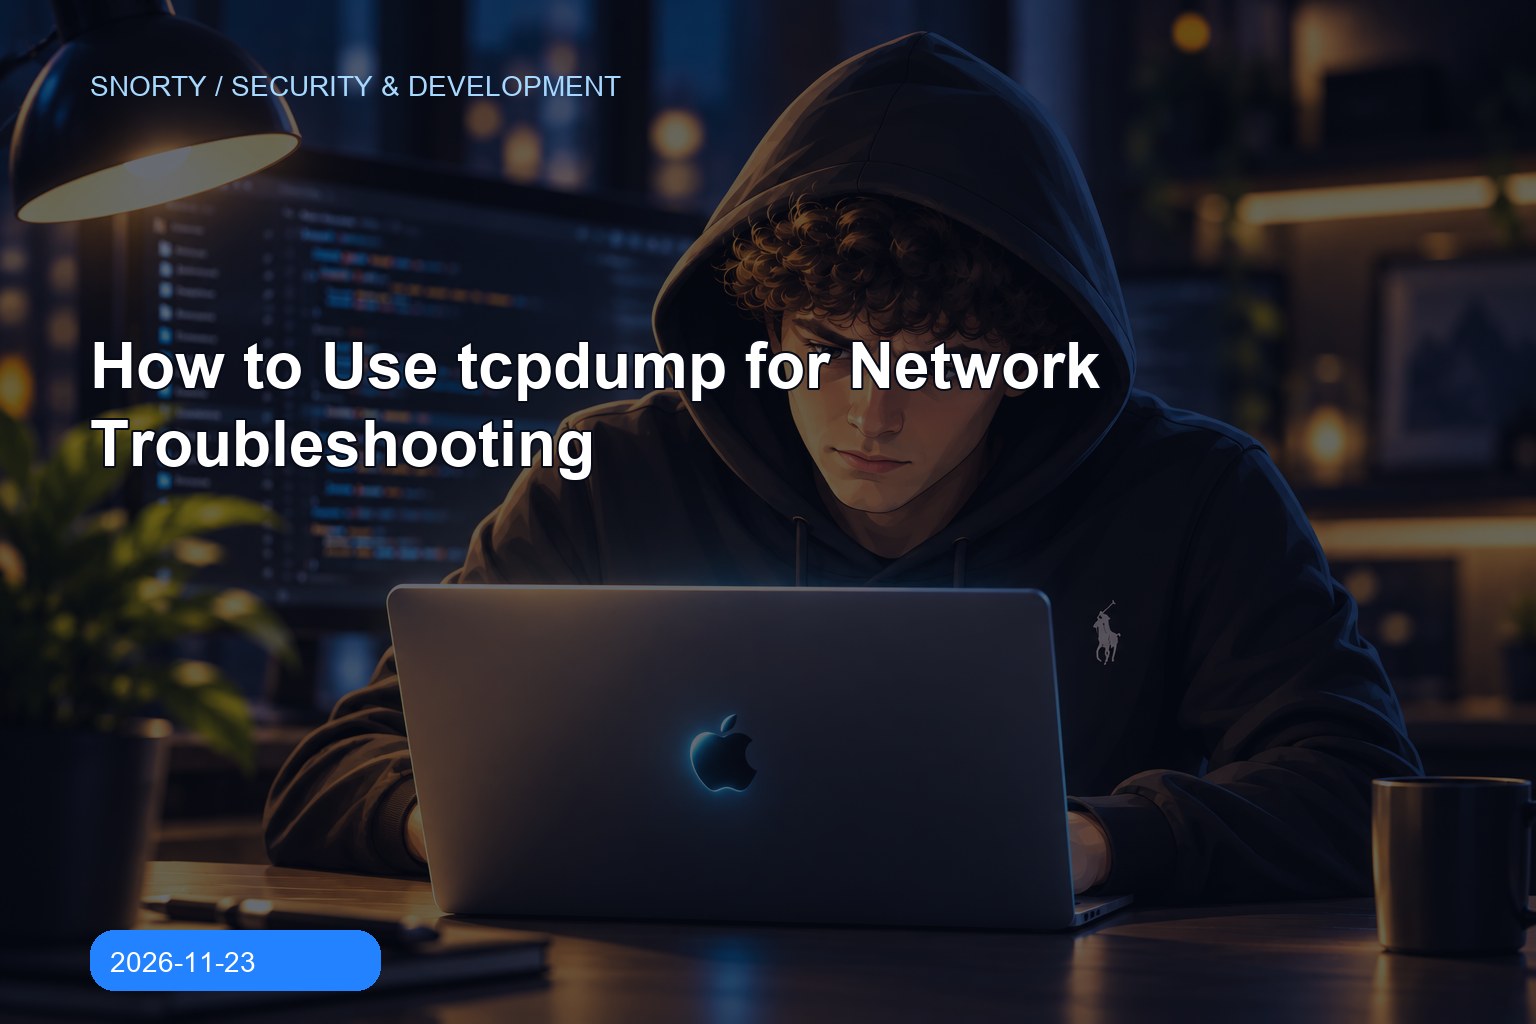 SNORTY / SECURITY & DEVELOPMENT
How to Use tcpdump for Network
Troubleshooting
2026-11-23